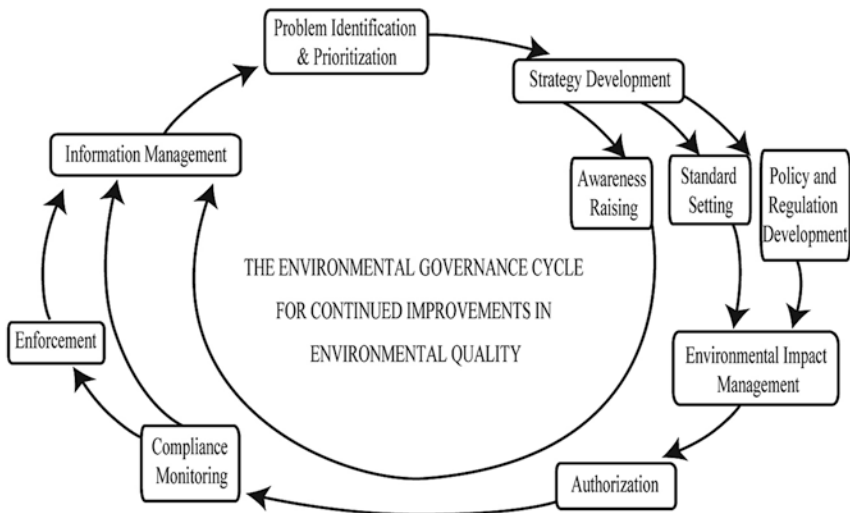 Problem Identification
& Prioritization
Strategy Development
Information Management
Awareness
Raising
Standard
Setting
Policy and
Regulation
Development
THE ENVIRONMENTAL GOVERNANCE CYCLE
FOR CONTINUED IMPROVEMENTS IN
ENVIRONMENTAL QUALITY
Enforcement
Environmental Impact
Management
Compliance
Monitoring
Authorization